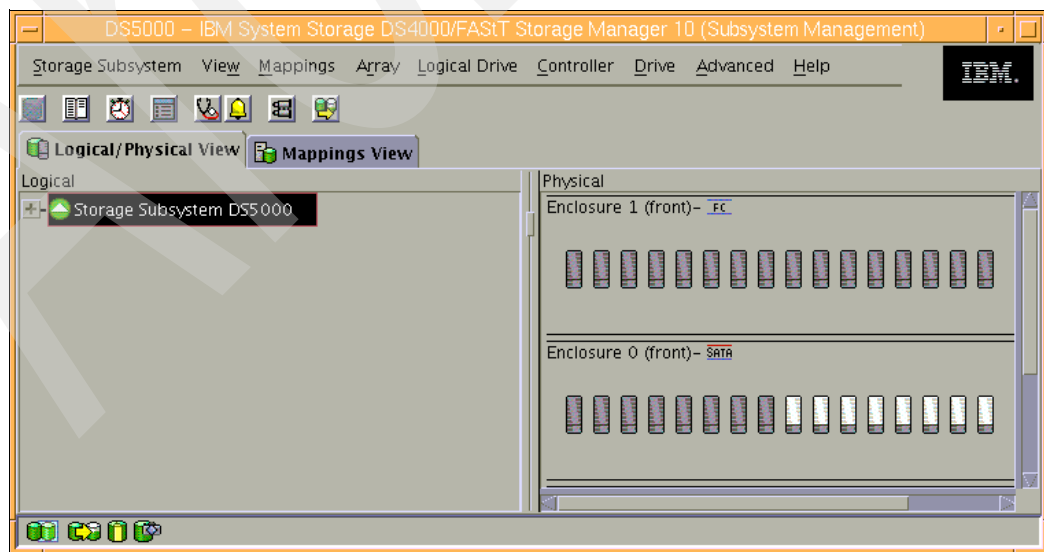 DS5000 – IBM System Storage DS4000/FAStT Storage Manager 10 (Subsystem Management)
Storage Subsystem View Mappings Array Logical Drive Controller Drive Advanced Help
IBM.
Logical/Physical View Mappings View
Logical
Storage Subsystem DS5000
Physical
Enclosure 1 (front)– FC
Enclosure 0 (front)– SATA